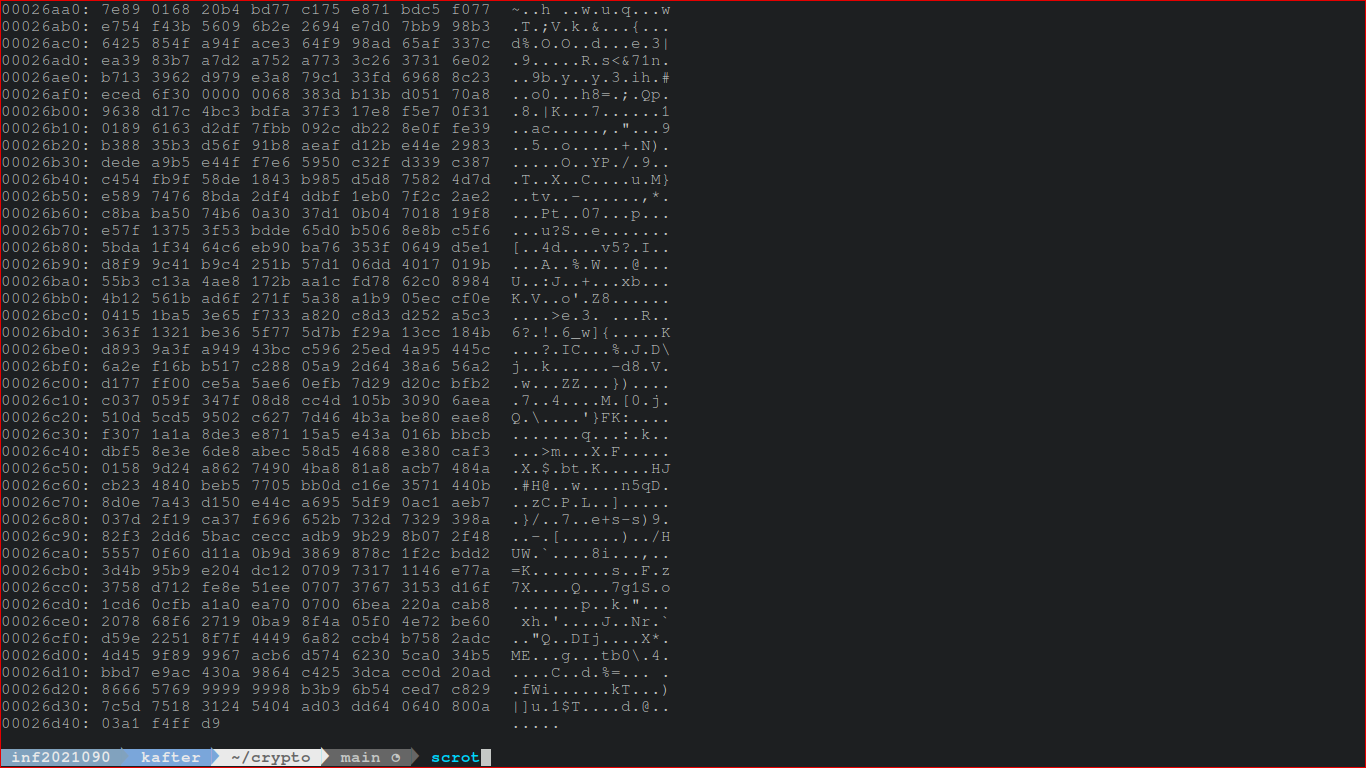 00026aa0: 7e89 0168 20b4 bd77 c175 e871 bdc5 f077  ~..h ..w.u.q...w
00026ab0: e754 f43b 5609 6b2e 2694 e7d0 7bb9 98b3  .T.;V.k.&...{...
00026ac0: 6425 854f a94f ace3 64f9 98ad 65af 337c  d%.O.O..d...e.3|
00026ad0: ea39 83b7 a7d2 a752 a773 3c26 3731 6e02  .9.....R.s<&71n.
00026ae0: b713 3962 d979 e3a8 79c1 33fd 6968 8c23  ..9b.y..y.3.ih.#
00026af0: eced 6f30 0000 0068 383d b13b d051 70a8  ..o0...h8=.;.Qp.
00026b00: 9638 d17c 4bc3 bdfa 37f3 17e8 f5e7 0f31  .8.|K...7......1
00026b10: 0189 6163 d2df 7fbb 092c db22 8e0f fe39  ..ac.....,."...9
00026b20: b388 35b3 d56f 91b8 aeaf d12b e44e 2983  ..5..o.....+.N).
00026b30: dede a9b5 e44f f7e6 5950 c32f d339 c387  .....O..YP./.9..
00026b40: c454 fb9f 58de 1843 b985 d5d8 7582 4d7d  .T..X..C....u.M}
00026b50: e589 7476 8bda 2df4 ddbf 1eb0 7f2c 2ae2  ..tv..-......,*.
00026b60: c8ba ba50 74b6 0a30 37d1 0b04 7018 19f8  ...Pt..07...p...
00026b70: e57f 1375 3f53 bdde 65d0 b506 8e8b c5f6  ...u?S..e.......
00026b80: 5bda 1f34 64c6 eb90 ba76 353f 0649 d5e1  [..4d....v5?.I..
00026b90: d8f9 9c41 b9c4 251b 57d1 06dd 4017 019b  ...A..%.W...@...
00026ba0: 55b3 c13a 4ae8 172b aa1c fd78 62c0 8984  U..:J..+...xb...
00026bb0: 4b12 561b ad6f 271f 5a38 a1b9 05ec cf0e  K.V..o'.Z8......
00026bc0: 0415 1ba5 3e65 f733 a820 c8d3 d252 a5c3  ....>e.3. ...R..
00026bd0: 363f 1321 be36 5f77 5d7b f29a 13cc 184b  6?.!.6_w]{.....K
00026be0: d893 9a3f a949 43bc c596 25ed 4a95 445c  ...?.IC...%.J.D\
00026bf0: 6a2e f16b b517 c288 05a9 2d64 38a6 56a2  j..k......-d8.V.
00026c00: d177 ff00 ce5a 5ae6 0efb 7d29 d20c bfb2  .w...ZZ...})....
00026c10: c037 059f 347f 08d8 cc4d 105b 3090 6aea  .7..4....M.[0.j.
00026c20: 510d 5cd5 9502 c627 7d46 4b3a be80 eae8  Q.\....'}FK:....
00026c30: f307 1a1a 8de3 e871 15a5 e43a 016b bbcb  .......q...:.k..
00026c40: dbf5 8e3e 6de8 abec 58d5 4688 e380 caf3  ...>m...X.F.....
00026c50: 0158 9d24 a862 7490 4ba8 81a8 acb7 484a  .X.$.bt.K.....HJ
00026c60: cb23 4840 beb5 7705 bb0d c16e 3571 440b  .#H@..w....n5qD.
00026c70: 8d0e 7a43 d150 e44c a695 5df9 0ac1 aeb7  ..zC.P.L..].....
00026c80: 037d 2f19 ca37 f696 652b 732d 7329 398a  .}/..7..e+s-s)9.
00026c90: 82f3 2dd6 5bac cecc adb9 9b29 8b07 2f48  ..-.[......)../H
00026ca0: 5557 0f60 d11a 0b9d 3869 878c 1f2c bdd2  UW.`....8i...,..
00026cb0: 3d4b 95b9 e204 dc12 0709 7317 1146 e77a  =K........s..F.z
00026cc0: 3758 d712 fe8e 51ee 0707 3767 3153 d16f  7X....Q...7g1S.o
00026cd0: 1cd6 0cfb a1a0 ea70 0700 6bea 220a cab8  .......p..k."...
00026ce0: 2078 68f6 2719 0ba9 8f4a 05f0 4e72 be60   xh.'....J..Nr.`
00026cf0: d59e 2251 8f7f 4449 6a82 ccb4 b758 2adc  .."Q..DIj....X*.
00026d00: 4d45 9f89 9967 acb6 d574 6230 5ca0 34b5  ME...g...tb0\.4.
00026d10: bbd7 e9ac 430a 9864 c425 3dca cc0d 20ad  ....C..d.%=... .
00026d20: 8666 5769 9999 9998 b3b9 6b54 ced7 c829  .fWi......kT...)
00026d30: 7c5d 7518 3124 5404 ad03 dd64 0640 800a  |]u.1$T....d.@..
00026d40: 03a1 f4ff d9  .....
inf2021090 kafter ~/crypto main scrot